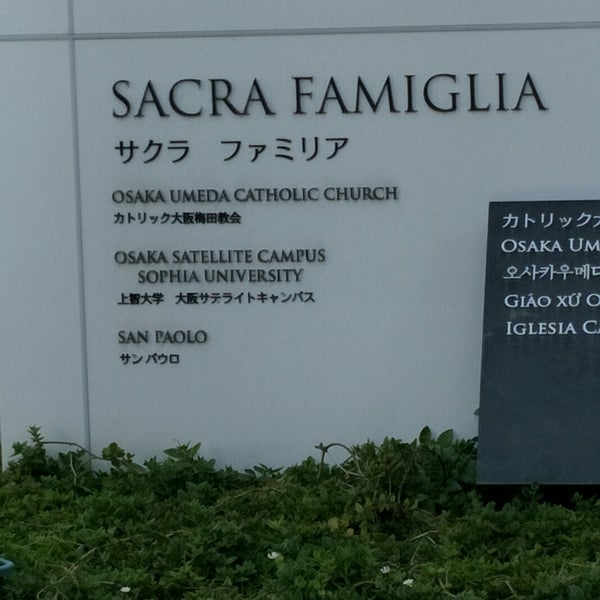 SACRA FAMIGLIA
サクラ ファミリア
OSAKA UMEDA CATHOLIC CHURCH
カトリック大阪梅田教会
OSAKA SATELLITE CAMPUS
SOPHIA UNIVERSITY
上智大学 大阪サテライトキャンパス
SAN PAOLO
サン パウロ
カトリック大
OSAKA UM
오사카우메다
GIÁO XỨ O
IGLESIA CA